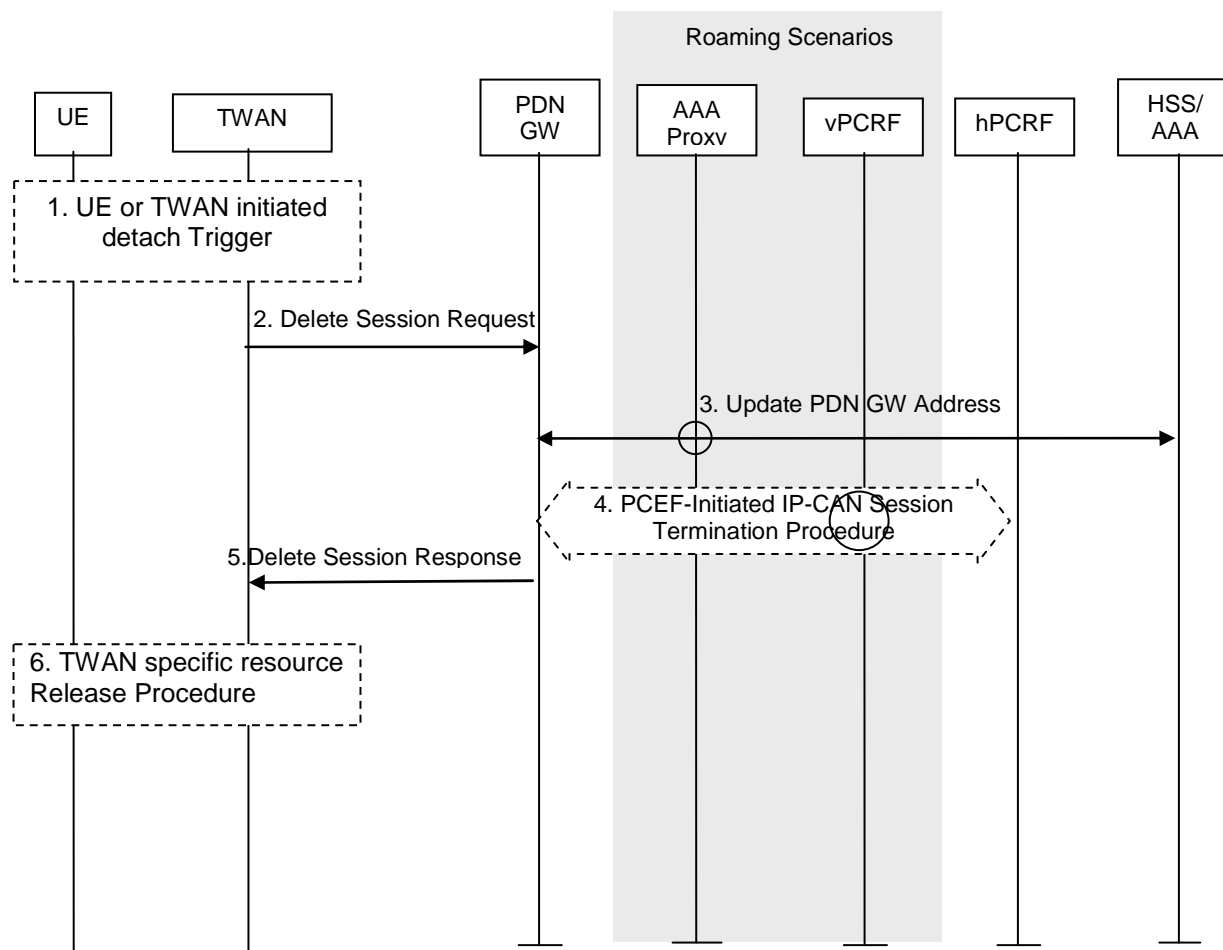 Roaming Scenarios
UE
TWAN
PDN
GW
AAA
Proxy
vPCRF
hPCRF
HSS/
AAA
1. UE or TWAN initiated
detach Trigger
2. Delete Session Request
3. Update PDN GW Address
4. PCEF-Initiated IP-CAN Session
Termination Procedure
5.Delete Session Response
6. TWAN specific resource
Release Procedure